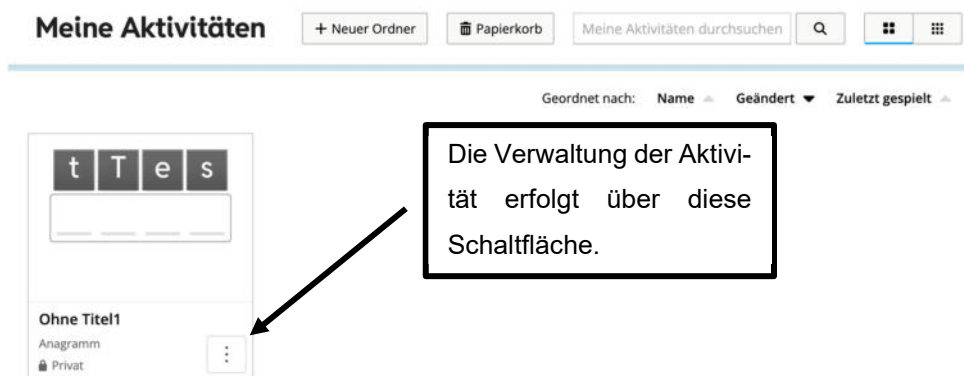 Meine Aktivitäten + Neuer Ordner Papierkorb Meine Aktivitäten durchsuchen
Geordnet nach: Name Geändert Zuletzt gespielt
t T e s
Die Verwaltung der Aktivi-
tät erfolgt über diese
Schaltfläche.
Ohne Titel1
Anagramm
Privat